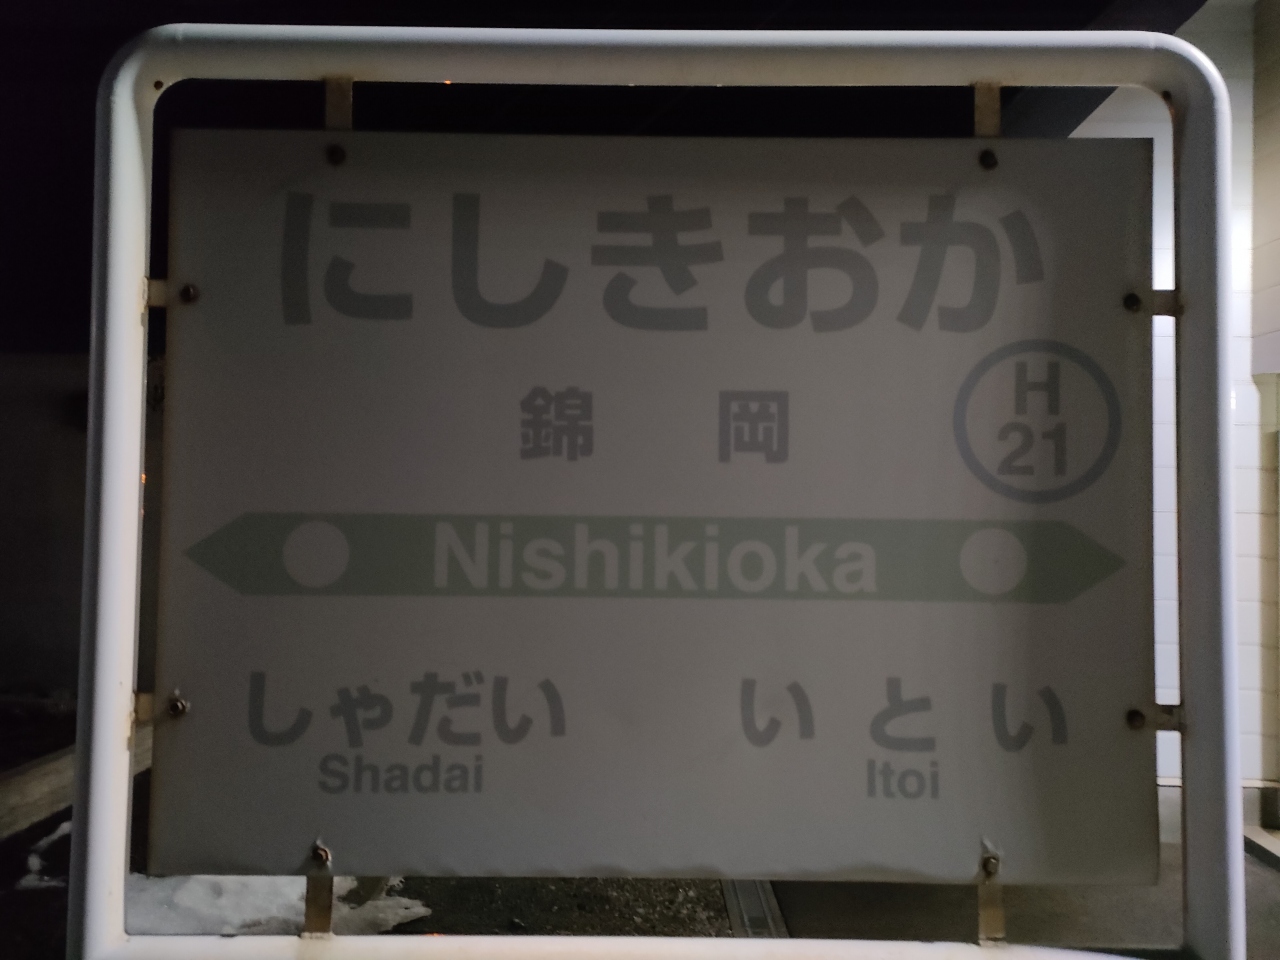 にしきおか
錦岡
H
21
Nishikioka
しゃだい いとい
Shadai Itoi